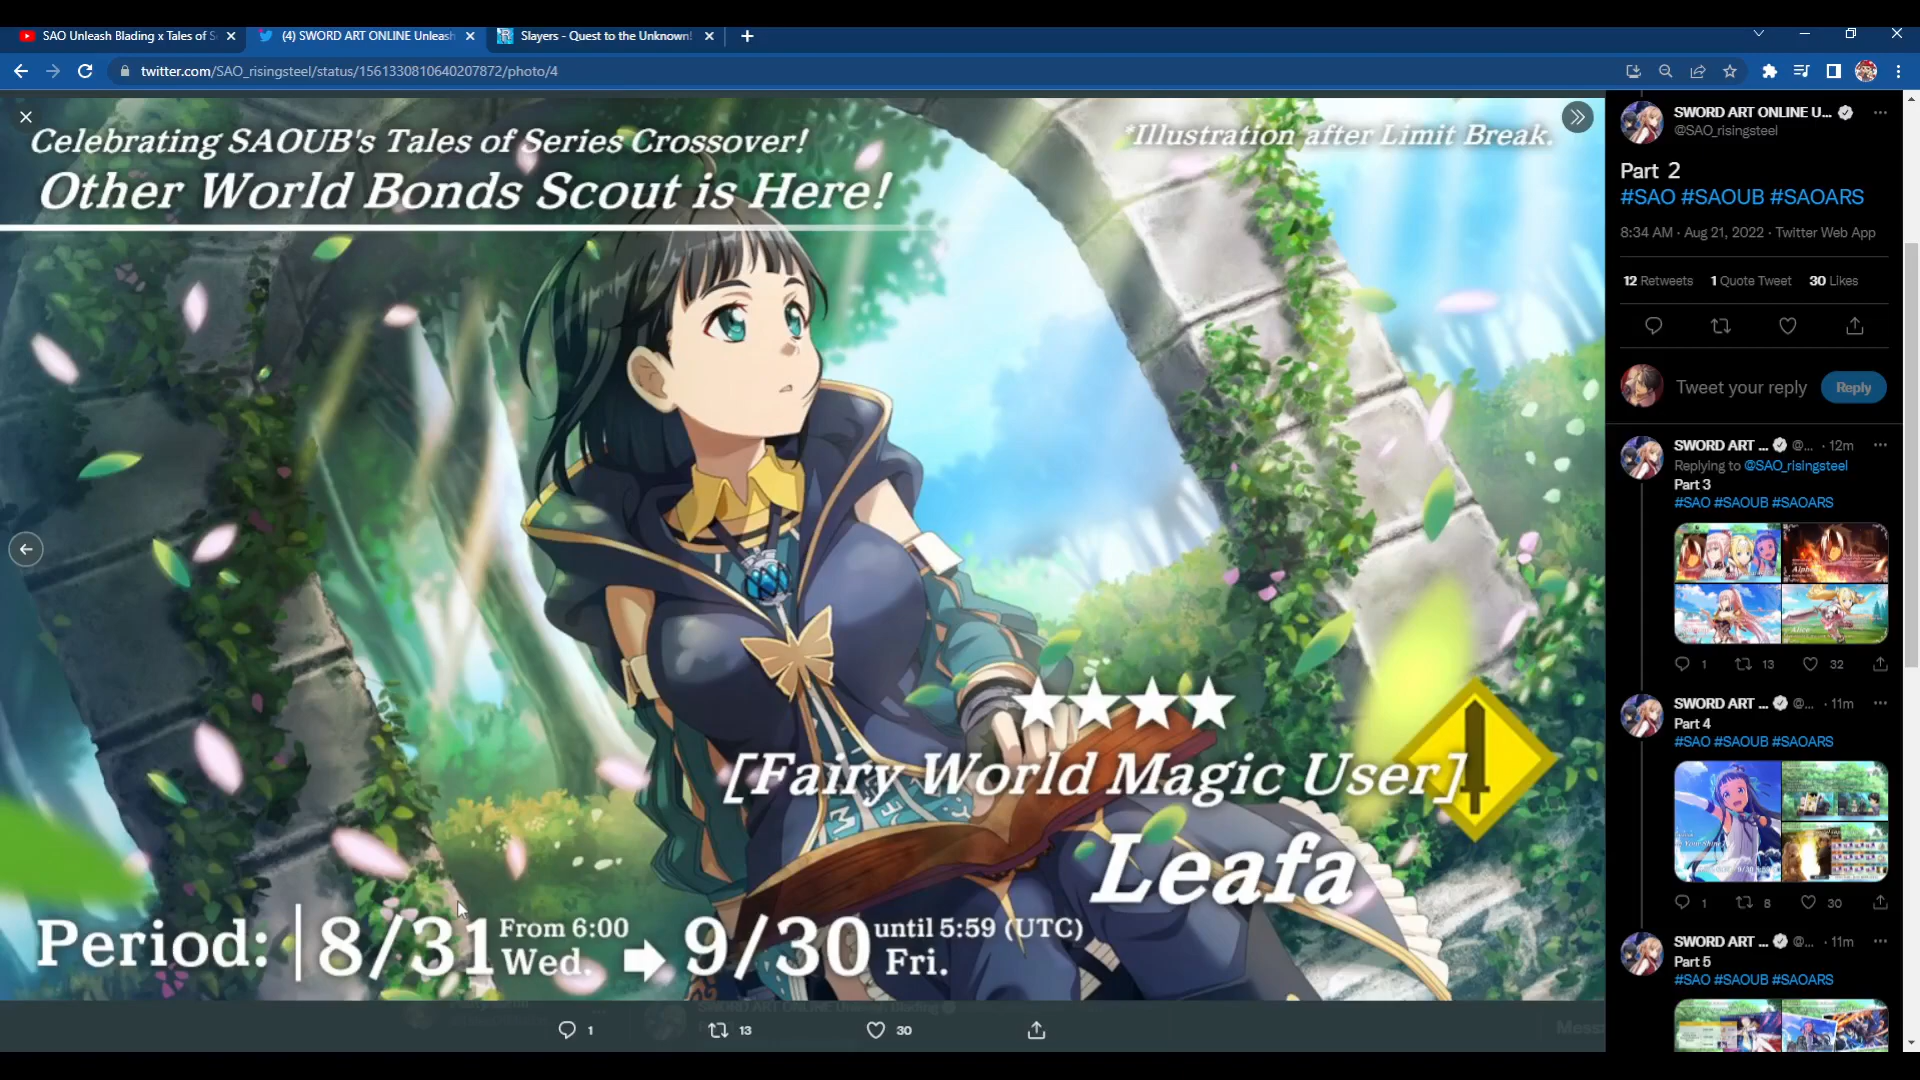 SAO Unleash Blading x Tales of S
(4) SWORD ART ONLINE Unleash
Slayers - Quest to the Unknown!
twitter.com/SAO_risingsteel/status/1561330810640207872/photo/4
Celebrating SAOUB's Tales of Series Crossover!
*Illustration after Limit Break.
Other World Bonds Scout is Here!
[Fairy World Magic User]
Leafa
Period: 8/31 From 6:00 Wed. 9/30 until 5:59 (UTC) Fri.
1
13
30
SWORD ART ONLINE U...
@SAO_risingsteel
Part 2
#SAO #SAOUB #SAOARS
8:34 AM · Aug 21, 2022 · Twitter Web App
12 Retweets 1 Quote Tweet 30 Likes
Tweet your reply
Reply
SWORD ART ... @... · 12m
Replying to @SAO_risingsteel
Part 3
#SAO #SAOUB #SAOARS
Alice
1 13 32
SWORD ART ... @... · 11m
Part 4
#SAO #SAOUB #SAOARS
1 8 30
SWORD ART ... @... · 11m
Part 5
#SAO #SAOUB #SAOARS